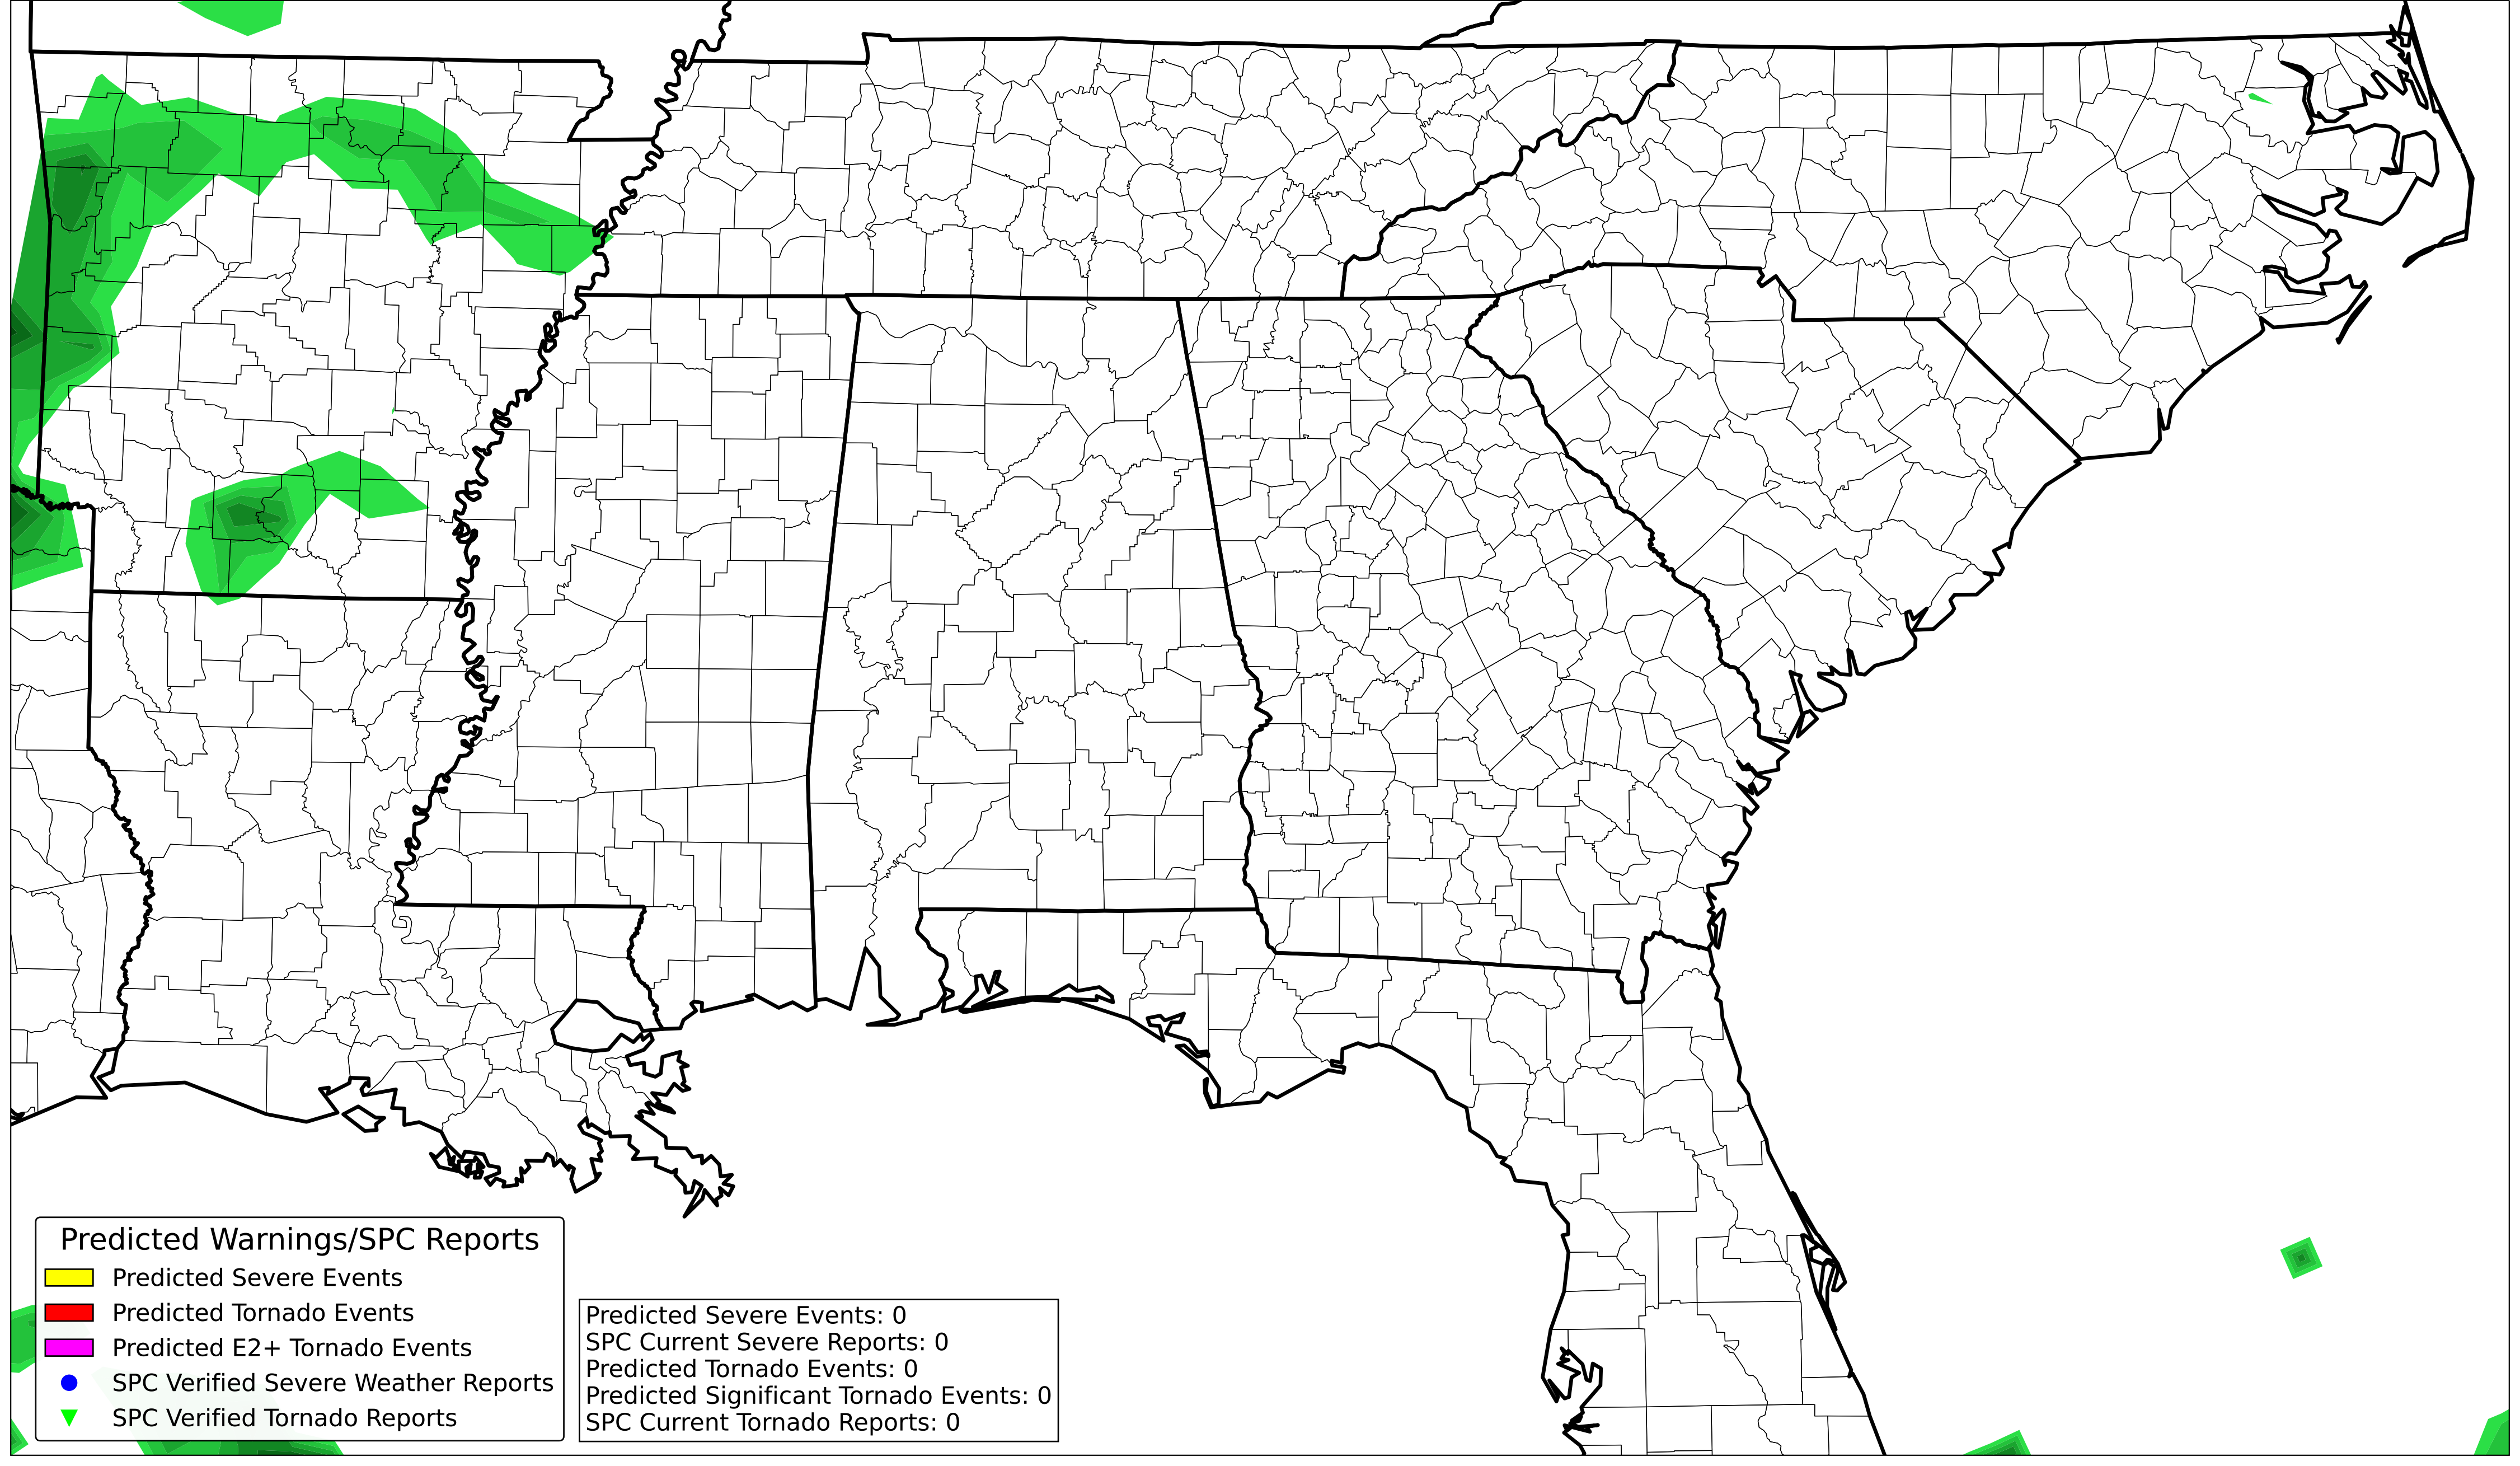 Predicted Warnings/SPC Reports
Predicted Severe Events
Predicted Tornado Events
Predicted E2+ Tornado Events
SPC Verified Severe Weather Reports
SPC Verified Tornado Reports
Predicted Severe Events: 0
SPC Current Severe Reports: 0
Predicted Tornado Events: 0
Predicted Significant Tornado Events: 0
SPC Current Tornado Reports: 0